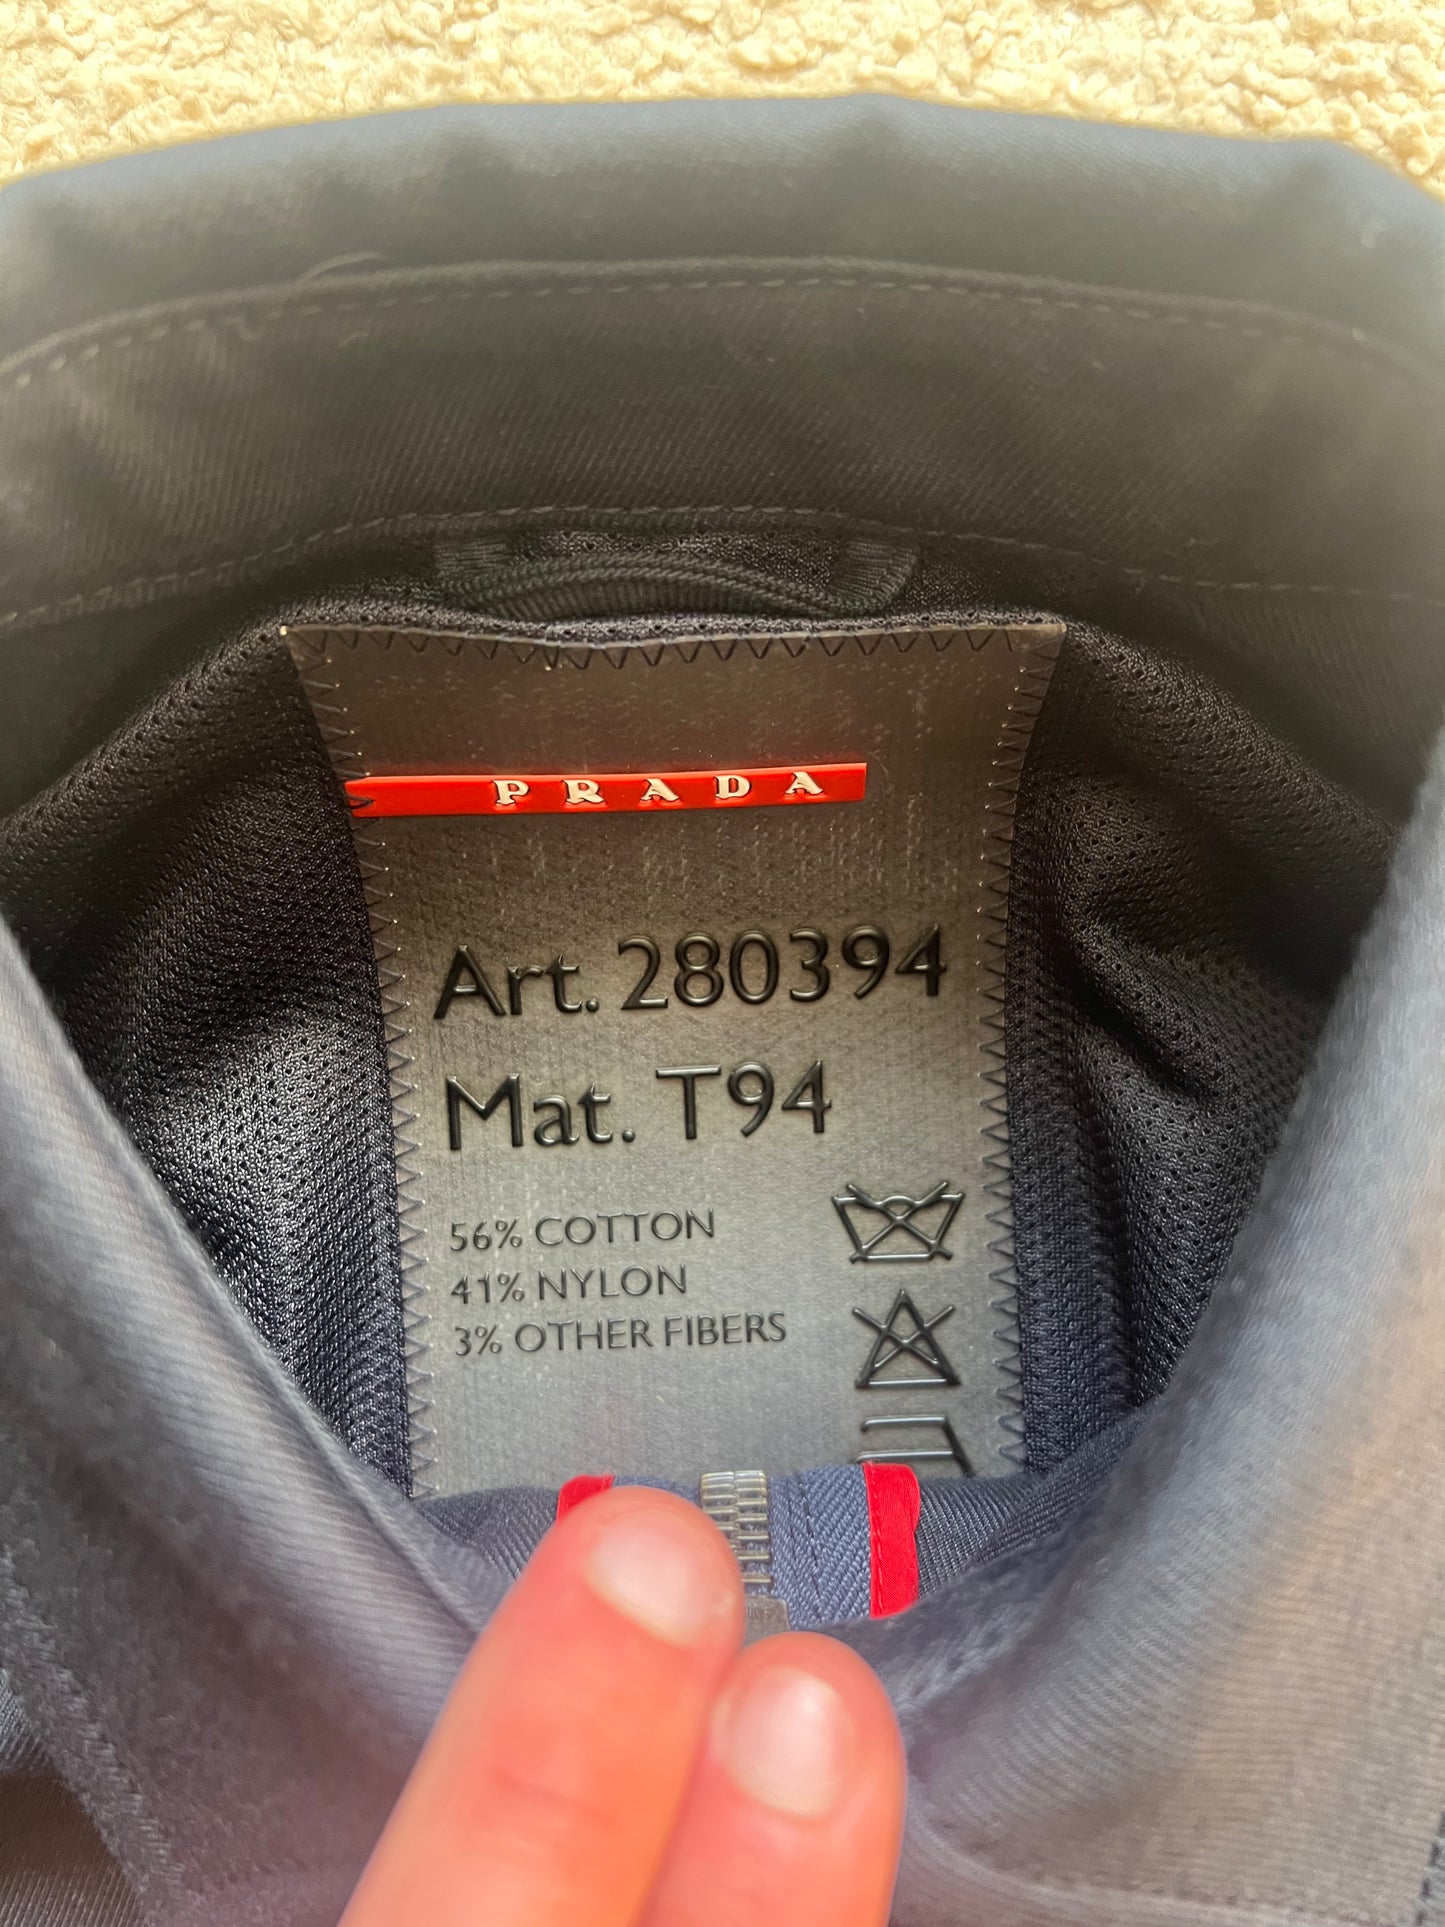 PRADA
Art. 280394
Mat. T94
56% COTTON
41% NYLON
3% OTHER FIBERS